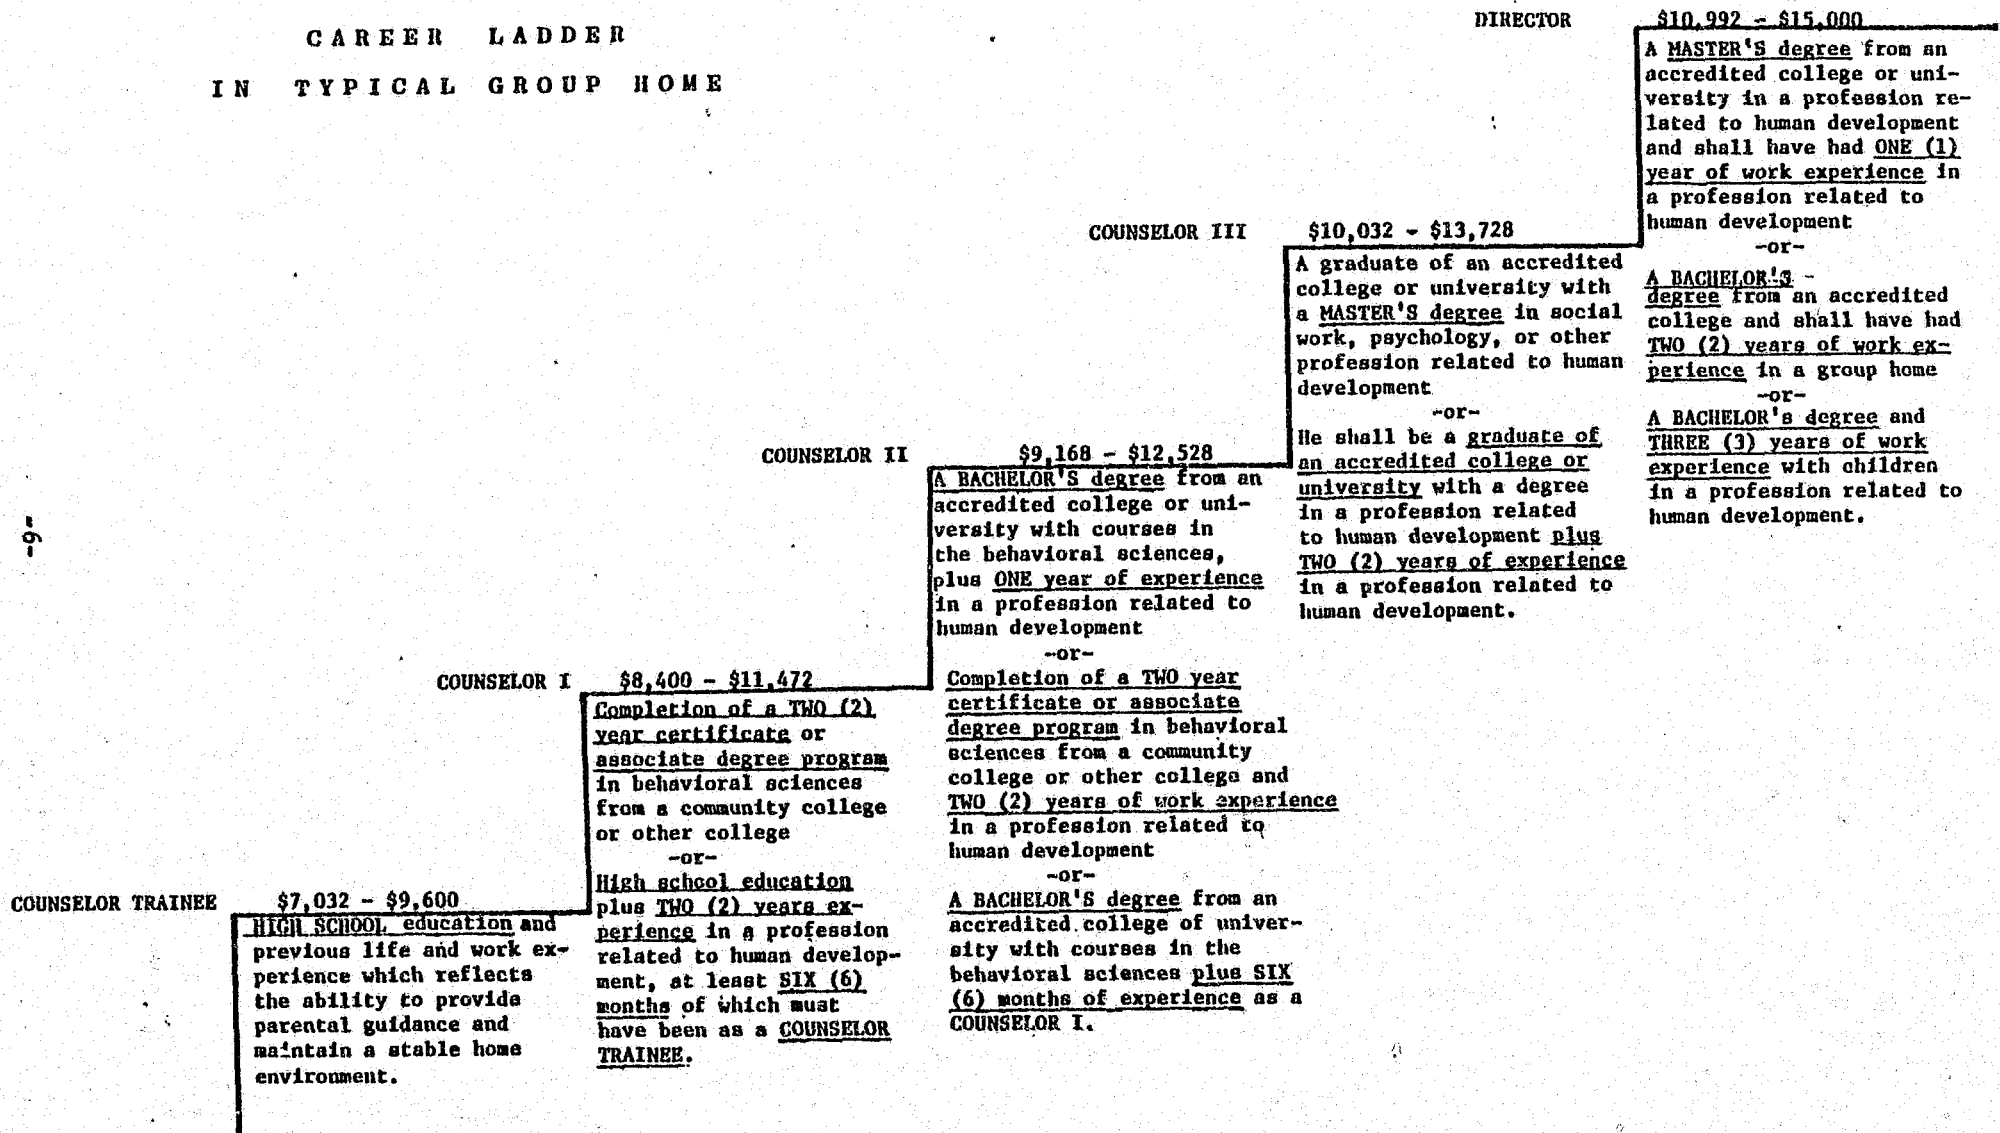 CAREER LADDER
IN TYPICAL GROUP HOME
DIRECTOR
$10,992 - $15,000
A MASTER'S degree from an
accredited college or uni-
versity in a profession re-
lated to human development
and shall have had ONE (1)
year of work experience in
a profession related to
human development
-or-
A BACHELOR'S -
degree from an accredited
college and shall have had
TWO (2) years of work ex-
perience in a group home
-or-
A BACHELOR's degree and
THREE (3) years of work
experience with children
in a profession related to
human development.
COUNSELOR III
$10,032 - $13,728
A graduate of an accredited
college or university with
a MASTER'S degree in social
work, psychology, or other
profession related to human
development
-or-
He shall be a graduate of
an accredited college or
university with a degree
in a profession related
to human development plus
TWO (2) years of experience
in a profession related to
human development.
COUNSELOR II
$9,168 - $12,528
A BACHELOR'S degree from an
accredited college or uni-
versity with courses in
the behavioral sciences,
plus ONE year of experience
in a profession related to
human development
-or-
Completion of a TWO year
certificate or associate
degree program in behavioral
sciences from a community
college or other college and
TWO (2) years of work experience
in a profession related to
human development
-or-
A BACHELOR'S degree from an
accredited college of univer-
sity with courses in the
behavioral sciences plus SIX
(6) months of experience as a
COUNSELOR I.
COUNSELOR I
$8,400 - $11,472
Completion of a TWO (2)
year certificate or
associate degree program
in behavioral sciences
from a community college
or other college
-or-
High school education
plus TWO (2) years ex-
perience in a profession
related to human develop-
ment, at least SIX (6)
months of which must
have been as a COUNSELOR
TRAINEE.
COUNSELOR TRAINEE
$7,032 - $9,600
HIGH SCHOOL education and
previous life and work ex-
perience which reflects
the ability to provide
parental guidance and
maintain a stable home
environment.
-9-